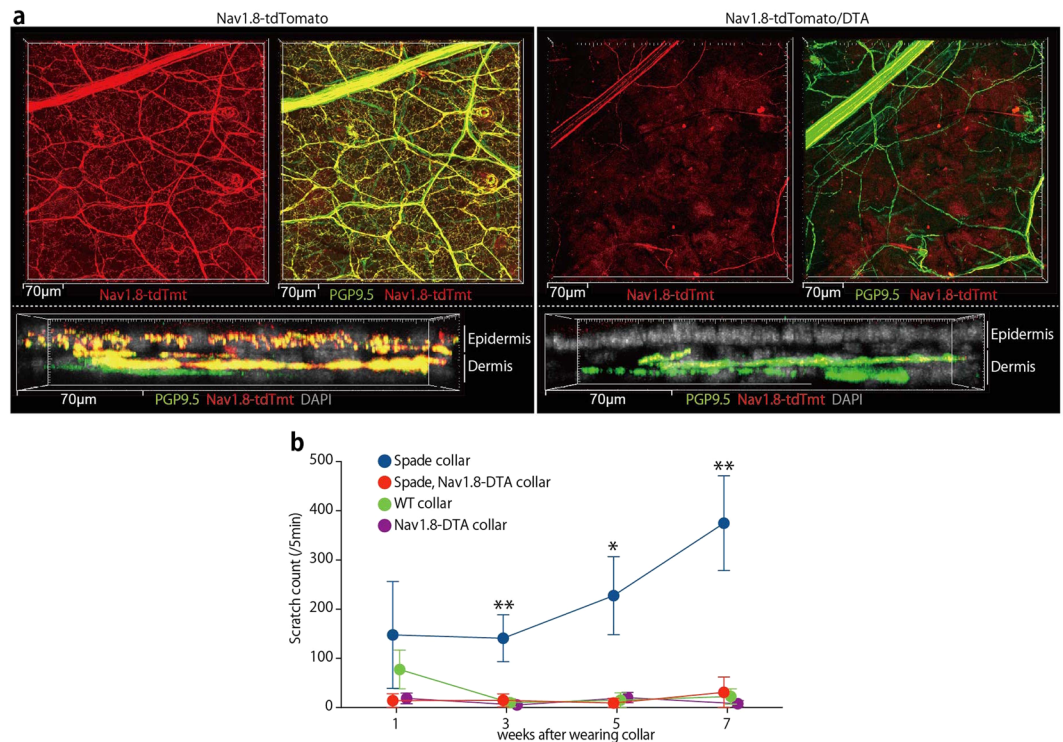 a
Nav1.8-tdTomato
Nav1.8-tdTomato/DTA
70μm
Nav1.8-tdTmt
70μm
PGP9.5 Nav1.8-tdTmt
70μm
Nav1.8-tdTmt
70μm
PGP9.5 Nav1.8-tdTmt
Epidermis
Dermis
70μm
PGP9.5 Nav1.8-tdTmt DAPI
Epidermis
Dermis
70μm
PGP9.5 Nav1.8-tdTmt DAPI
b
Scratch count (/5min)
500
400
300
200
100
0
Spade collar
Spade, Nav1.8-DTA collar
WT collar
Nav1.8-DTA collar
**
*
**
1
3
5
7
weeks after wearing collar